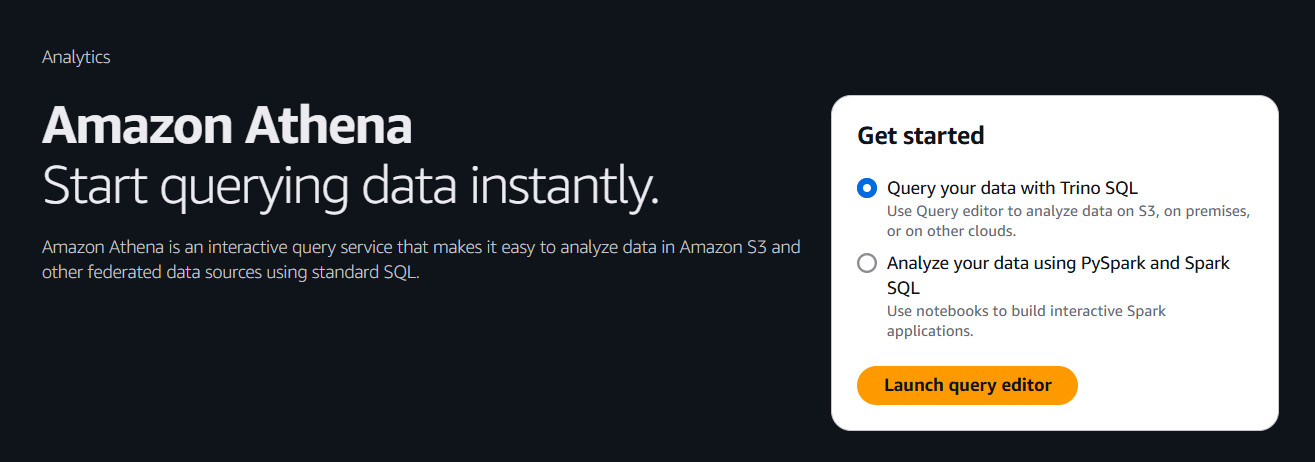 Analytics
Amazon Athena
Start querying data instantly.
Amazon Athena is an interactive query service that makes it easy to analyze data in Amazon S3 and
other federated data sources using standard SQL.
Get started
Query your data with Trino SQL
Use Query editor to analyze data on S3, on premises,
or on other clouds.
Analyze your data using PySpark and Spark
SQL
Use notebooks to build interactive Spark
applications.
Launch query editor